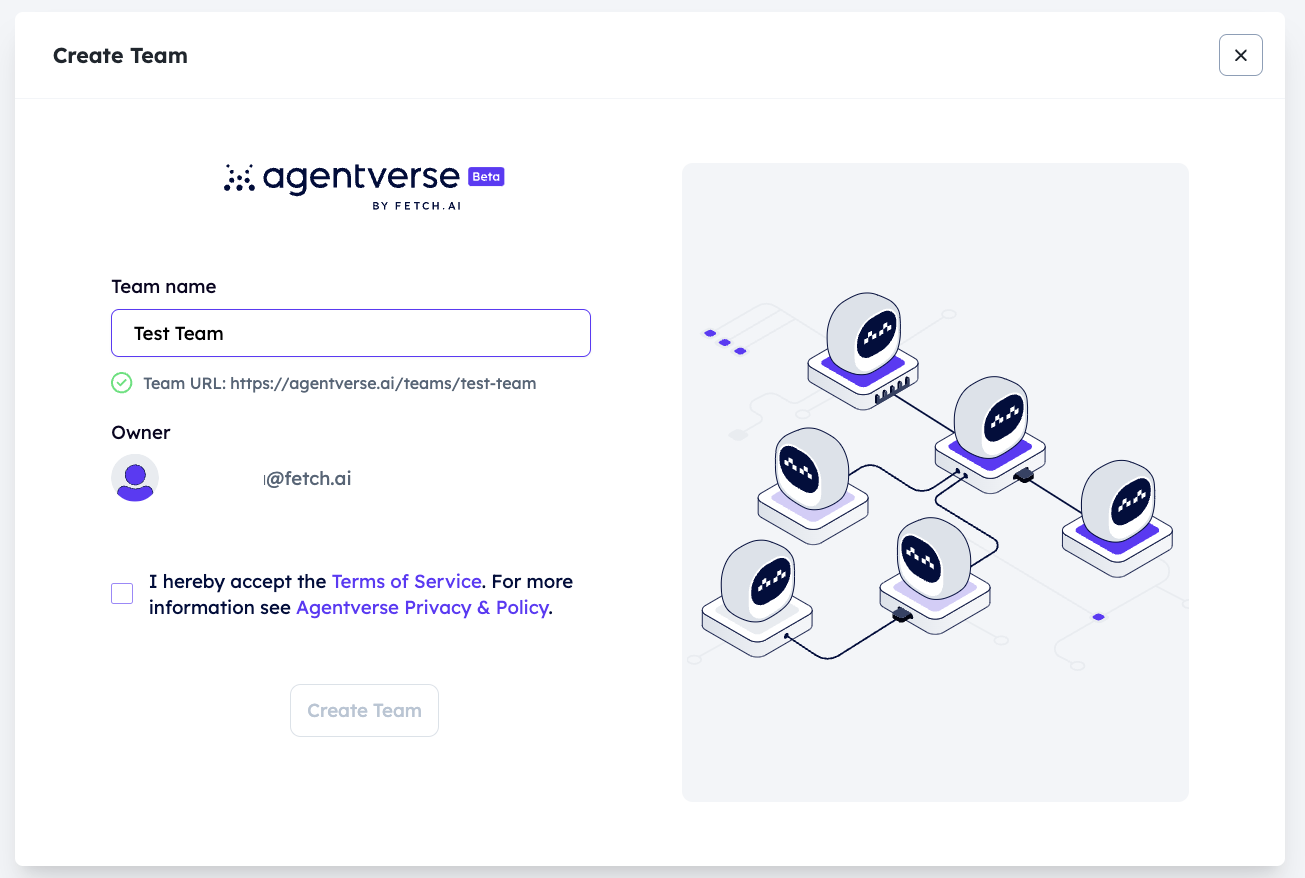 Create Team
agentverse Beta
BY FETCH.AI
Team name
Test Team
Team URL: https://agentverse.ai/teams/test-team
Owner
@fetch.ai
I hereby accept the Terms of Service. For more
information see Agentverse Privacy & Policy.
Create Team